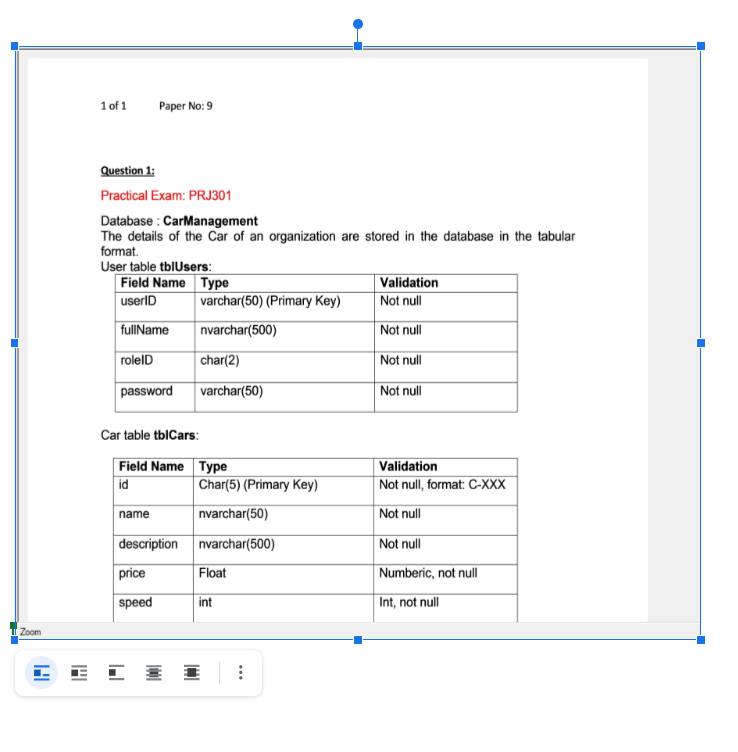 1 of 1 Paper No: 9
Question 1:
Practical Exam: PRJ301
Database : CarManagement
The details of the Car of an organization are stored in the database in the tabular
format.
User table tblUsers:
Field Name Type Validation
userID varchar(50) (Primary Key) Not null
fullName nvarchar(500) Not null
roleID char(2) Not null
password varchar(50) Not null
Car table tblCars:
Field Name Type Validation
id Char(5) (Primary Key) Not null, format: C-XXX
name nvarchar(50) Not null
description nvarchar(500) Not null
price Float Numberic, not null
speed int Int, not null
Zoom